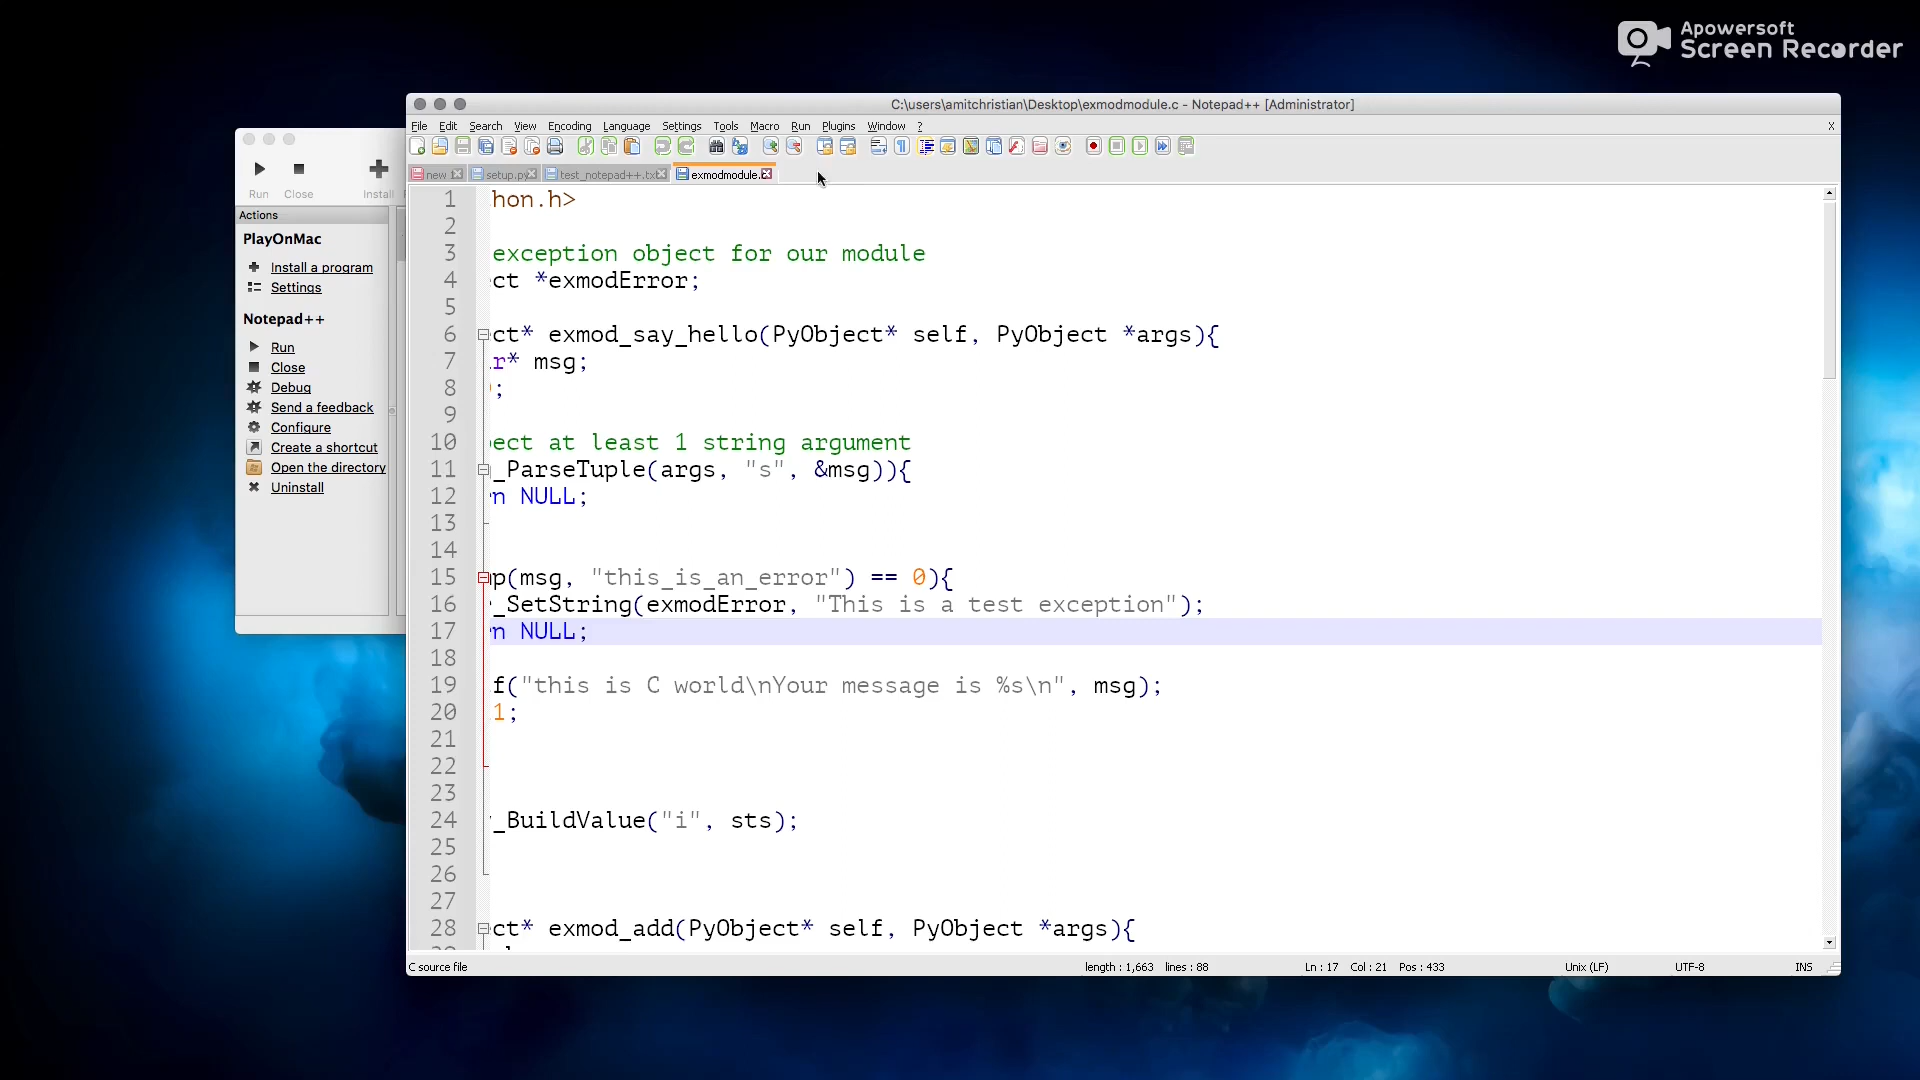 Apowersoft
Screen Recorder
C:\users\amitchristian\Desktop\exmodmodule.c - Notepad++ [Administrator]
File Edit Search View Encoding Language Settings Tools Macro Run Plugins Window ? X
new 1 setup.py test_notepad++.txt exmodmodule.c
Run Close Install
Actions
PlayOnMac
Install a program
Settings
Notepad++
Run
Close
Debug
Send a feedback
Configure
Create a shortcut
Open the directory
Uninstall
1 hon.h>
2
3 exception object for our module
4 ct *exmodError;
5
6 ct* exmod_say_hello(PyObject* self, PyObject *args){
7 r* msg;
8 ;
9
10 ect at least 1 string argument
11 _ParseTuple(args, "s", &msg)){
12 n NULL;
13
14
15 p(msg, "this_is_an_error") == 0){
16 _SetString(exmodError, "This is a test exception");
17 n NULL;
18
19 f("this is C world\nYour message is %s\n", msg);
20 1;
21
22
23
24 _BuildValue("i", sts);
25
26
27
28 ct* exmod_add(PyObject* self, PyObject *args){
C source file length : 1,663 lines : 88 Ln : 17 Col : 21 Pos : 433 Unix (LF) UTF-8 INS